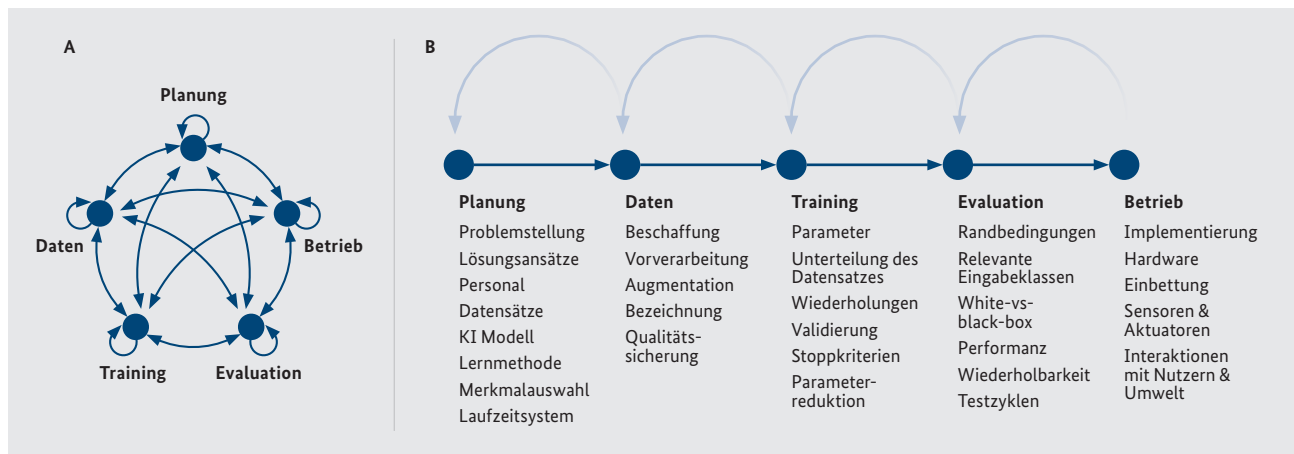 A
Planung
Daten
Betrieb
Training
Evaluation
B
Planung
Problemstellung
Lösungsansätze
Personal
Datensätze
KI Modell
Lernmethode
Merkmalauswahl
Laufzeitsystem
Daten
Beschaffung
Vorverarbeitung
Augmentation
Bezeichnung
Qualitäts-
sicherung
Training
Parameter
Unterteilung des
Datensatzes
Wiederholungen
Validierung
Stoppkriterien
Parameter-
reduktion
Evaluation
Randbedingungen
Relevante
Eingabeklassen
White-vs-
black-box
Performanz
Wiederholbarkeit
Testzyklen
Betrieb
Implementierung
Hardware
Einbettung
Sensoren &
Aktuatoren
Interaktionen
mit Nutzern &
Umwelt